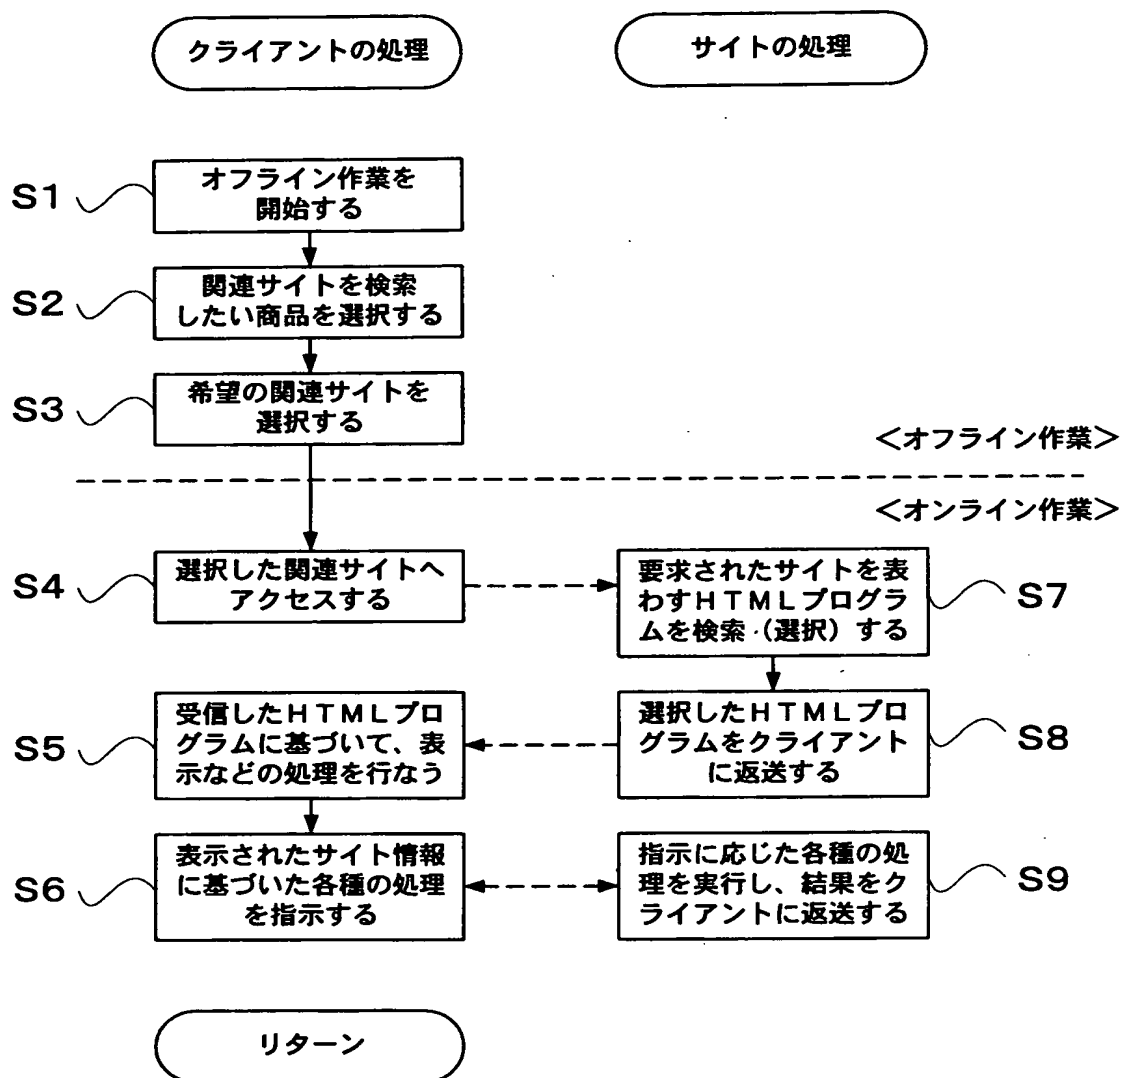 クライアントの処理
サイトの処理
S1
オフライン作業を
開始する
S2
関連サイトを検索
したい商品を選択する
S3
希望の関連サイトを
選択する
＜オフライン作業＞
＜オンライン作業＞
S4
選択した関連サイトへ
アクセスする
要求されたサイトを表
わすＨＴＭＬプログラ
ムを検索（選択）する
S7
S5
受信したＨＴＭＬプロ
グラムに基づいて、表
示などの処理を行なう
選択したＨＴＭＬプロ
グラムをクライアント
に返送する
S8
S6
表示されたサイト情報
に基づいた各種の処理
を指示する
指示に応じた各種の処
理を実行し、結果をク
ライアントに返送する
S9
リターン